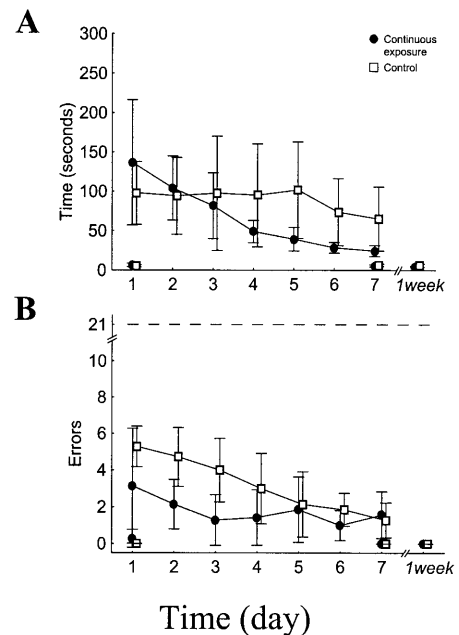 A
Continuous
exposure
Control
Time (seconds)
300
250
200
150
100
50
0
1 2 3 4 5 6 7 1week
B
21
10
8
6
4
2
0
Errors
1 2 3 4 5 6 7 1week
Time (day)